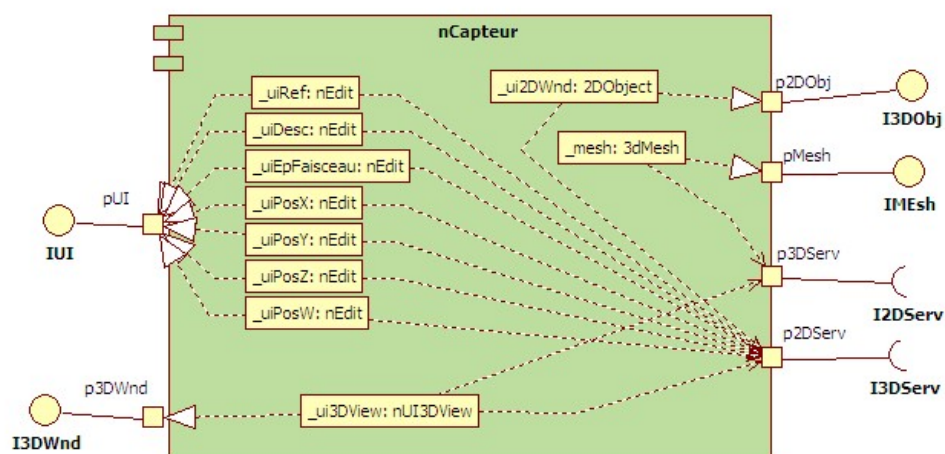 nCapteur
_uiRef: nEdit
_ui2DWnd: 2DObject
p2DObj
I3DObj
_uiDesc: nEdit
_mesh: 3dMesh
pMesh
_uiEpFaisceau: nEdit
IMEsh
pUI
_uiPosX: nEdit
IUI
_uiPosY: nEdit
p3DServ
_uiPosZ: nEdit
I2DServ
_uiPosW: nEdit
p2DServ
p3DWnd
_ui3DView: nUI3DView
I3DServ
I3DWnd